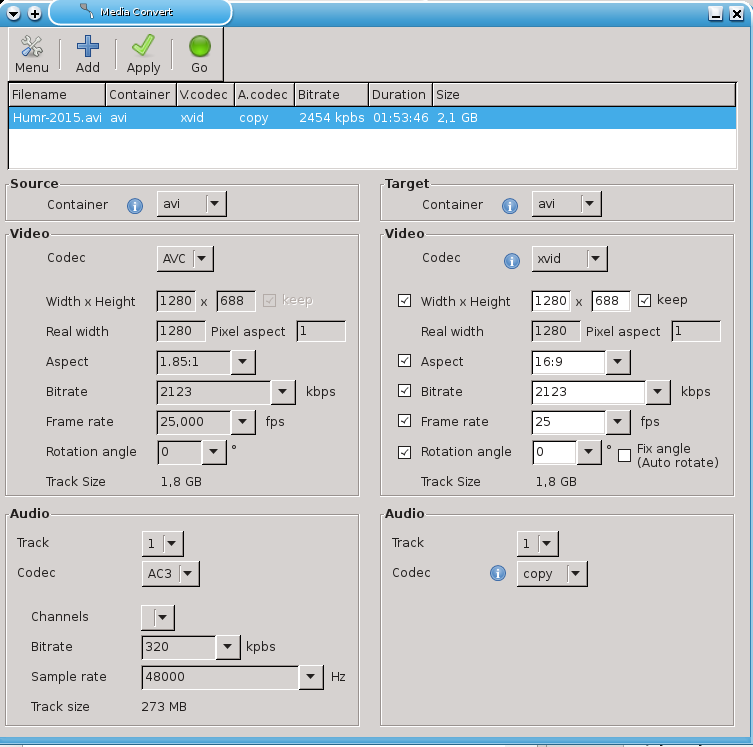 Media Convert
Menu Add Apply Go
Filename Container V.codec A.codec Bitrate Duration Size
Humr-2015.avi avi xvid copy 2454 kpbs 01:53:46 2,1 GB
Source
Container i avi
Video
Codec AVC
Width x Height 1280 x 688 keep
Real width 1280 Pixel aspect 1
Aspect 1.85:1
Bitrate 2123 kbps
Frame rate 25,000 fps
Rotation angle 0 °
Track Size 1,8 GB
Audio
Track 1
Codec AC3
Channels
Bitrate 320 kpbs
Sample rate 48000 Hz
Track size 273 MB
Target
Container i avi
Video
Codec i xvid
Width x Height 1280 x 688 keep
Real width 1280 Pixel aspect 1
Aspect 16:9
Bitrate 2123 kbps
Frame rate 25 fps
Rotation angle 0 ° Fix angle
(Auto rotate)
Track Size 1,8 GB
Audio
Track 1
Codec i copy